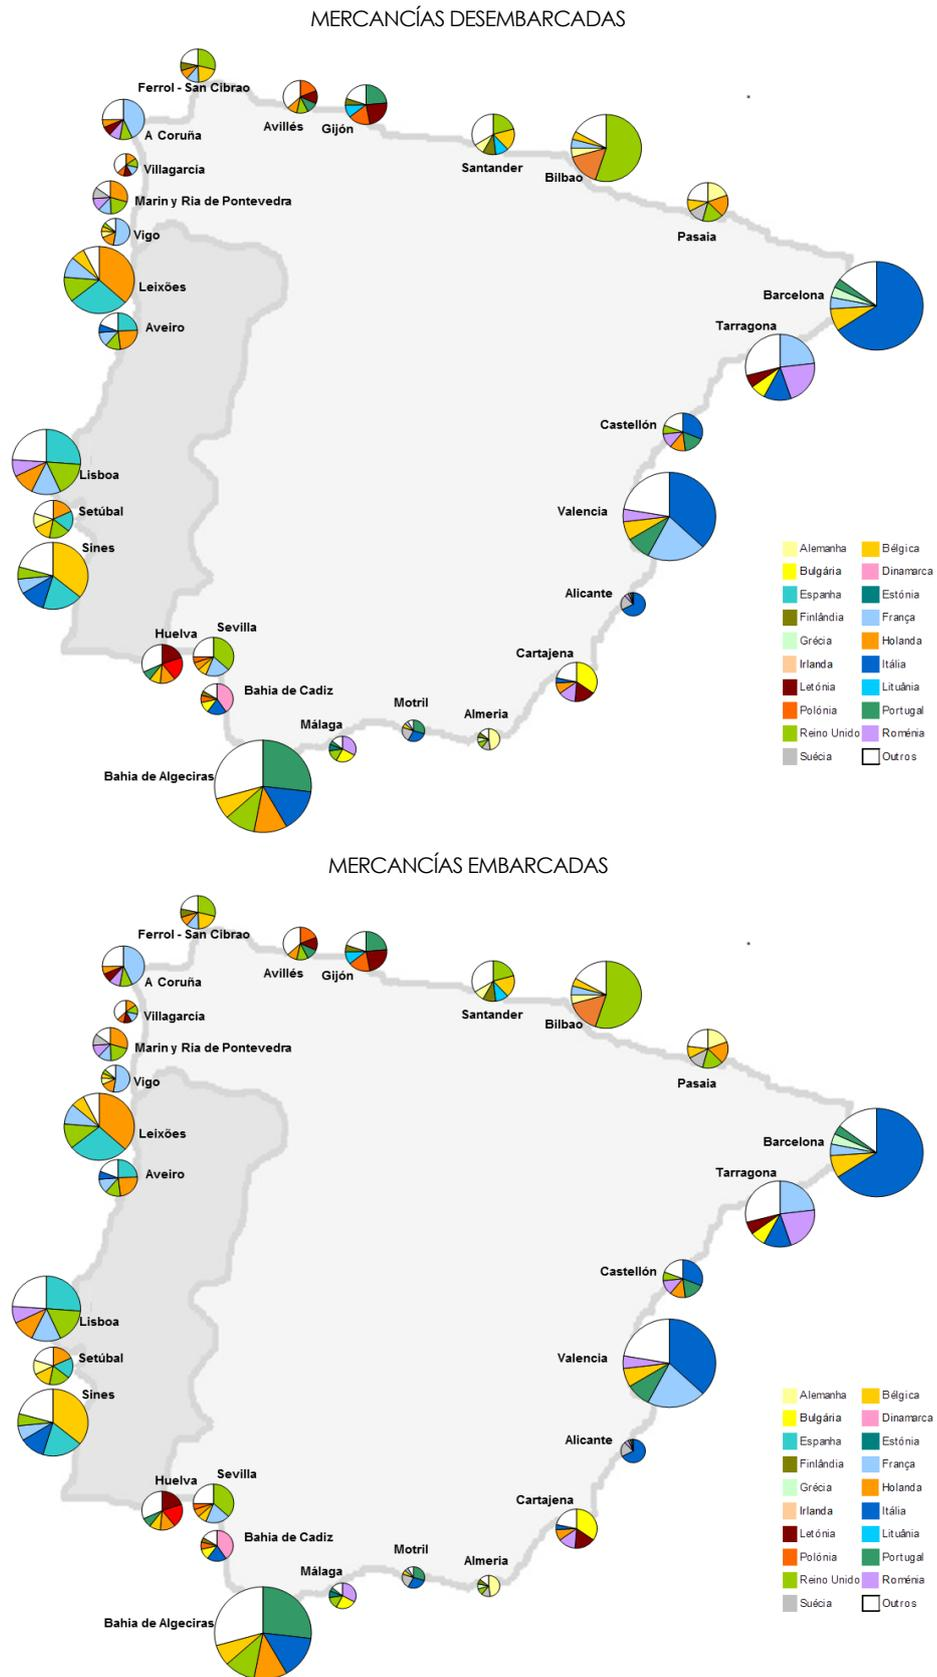 MERCANCÍAS DESEMBARCADAS
Ferrol - San Cibrao
Avillés
Gijón
A Coruña
Santander
Bilbao
Villagarcía
Marin y Ria de Pontevedra
Vigo
Pasaia
Leixões
Barcelona
Aveiro
Tarragona
Castellón
Lisboa
Setúbal
Valencia
Sines
Alicante
Huelva
Sevilla
Cartajena
Bahia de Cadiz
Motril
Almeria
Málaga
Bahia de Algeciras
Alemanha
Bélgica
Bulgária
Dinamarca
Espanha
Estónia
Finlândia
França
Grécia
Holanda
Irlanda
Itália
Letónia
Lituânia
Polónia
Portugal
Reino Unido
Roménia
Suécia
Outros
MERCANCÍAS EMBARCADAS
Ferrol - San Cibrao
Avillés
Gijón
A Coruña
Santander
Bilbao
Villagarcía
Marin y Ria de Pontevedra
Vigo
Pasaia
Leixões
Barcelona
Aveiro
Tarragona
Castellón
Lisboa
Setúbal
Valencia
Sines
Alicante
Huelva
Sevilla
Cartajena
Bahia de Cadiz
Motril
Almeria
Málaga
Bahia de Algeciras
Alemanha
Bélgica
Bulgária
Dinamarca
Espanha
Estónia
Finlândia
França
Grécia
Holanda
Irlanda
Itália
Letónia
Lituânia
Polónia
Portugal
Reino Unido
Roménia
Suécia
Outros